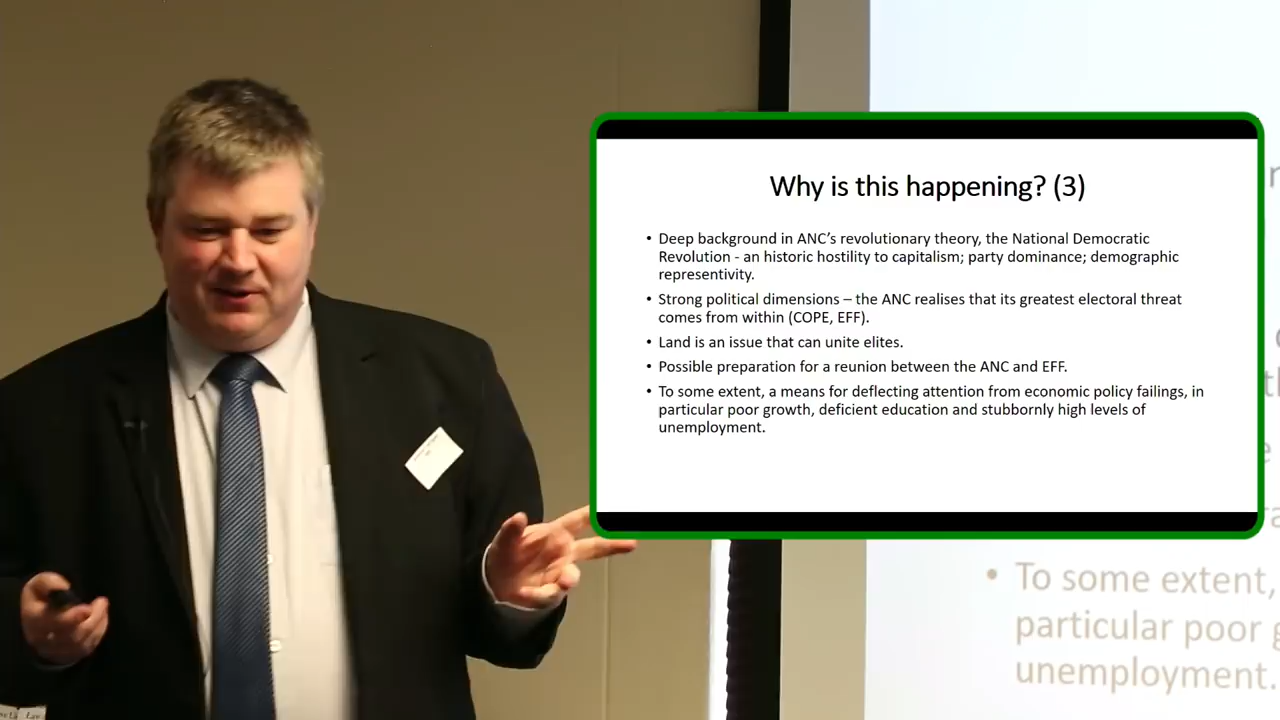 Why is this happening? (3)
• Deep background in ANC’s revolutionary theory, the National Democratic
Revolution - an historic hostility to capitalism; party dominance; demographic
representivity.
• Strong political dimensions – the ANC realises that its greatest electoral threat
comes from within (COPE, EFF).
• Land is an issue that can unite elites.
• Possible preparation for a reunion between the ANC and EFF.
• To some extent, a means for deflecting attention from economic policy failings, in
particular poor growth, deficient education and stubbornly high levels of
unemployment.
• To some extent,
particular poor
unemployment.